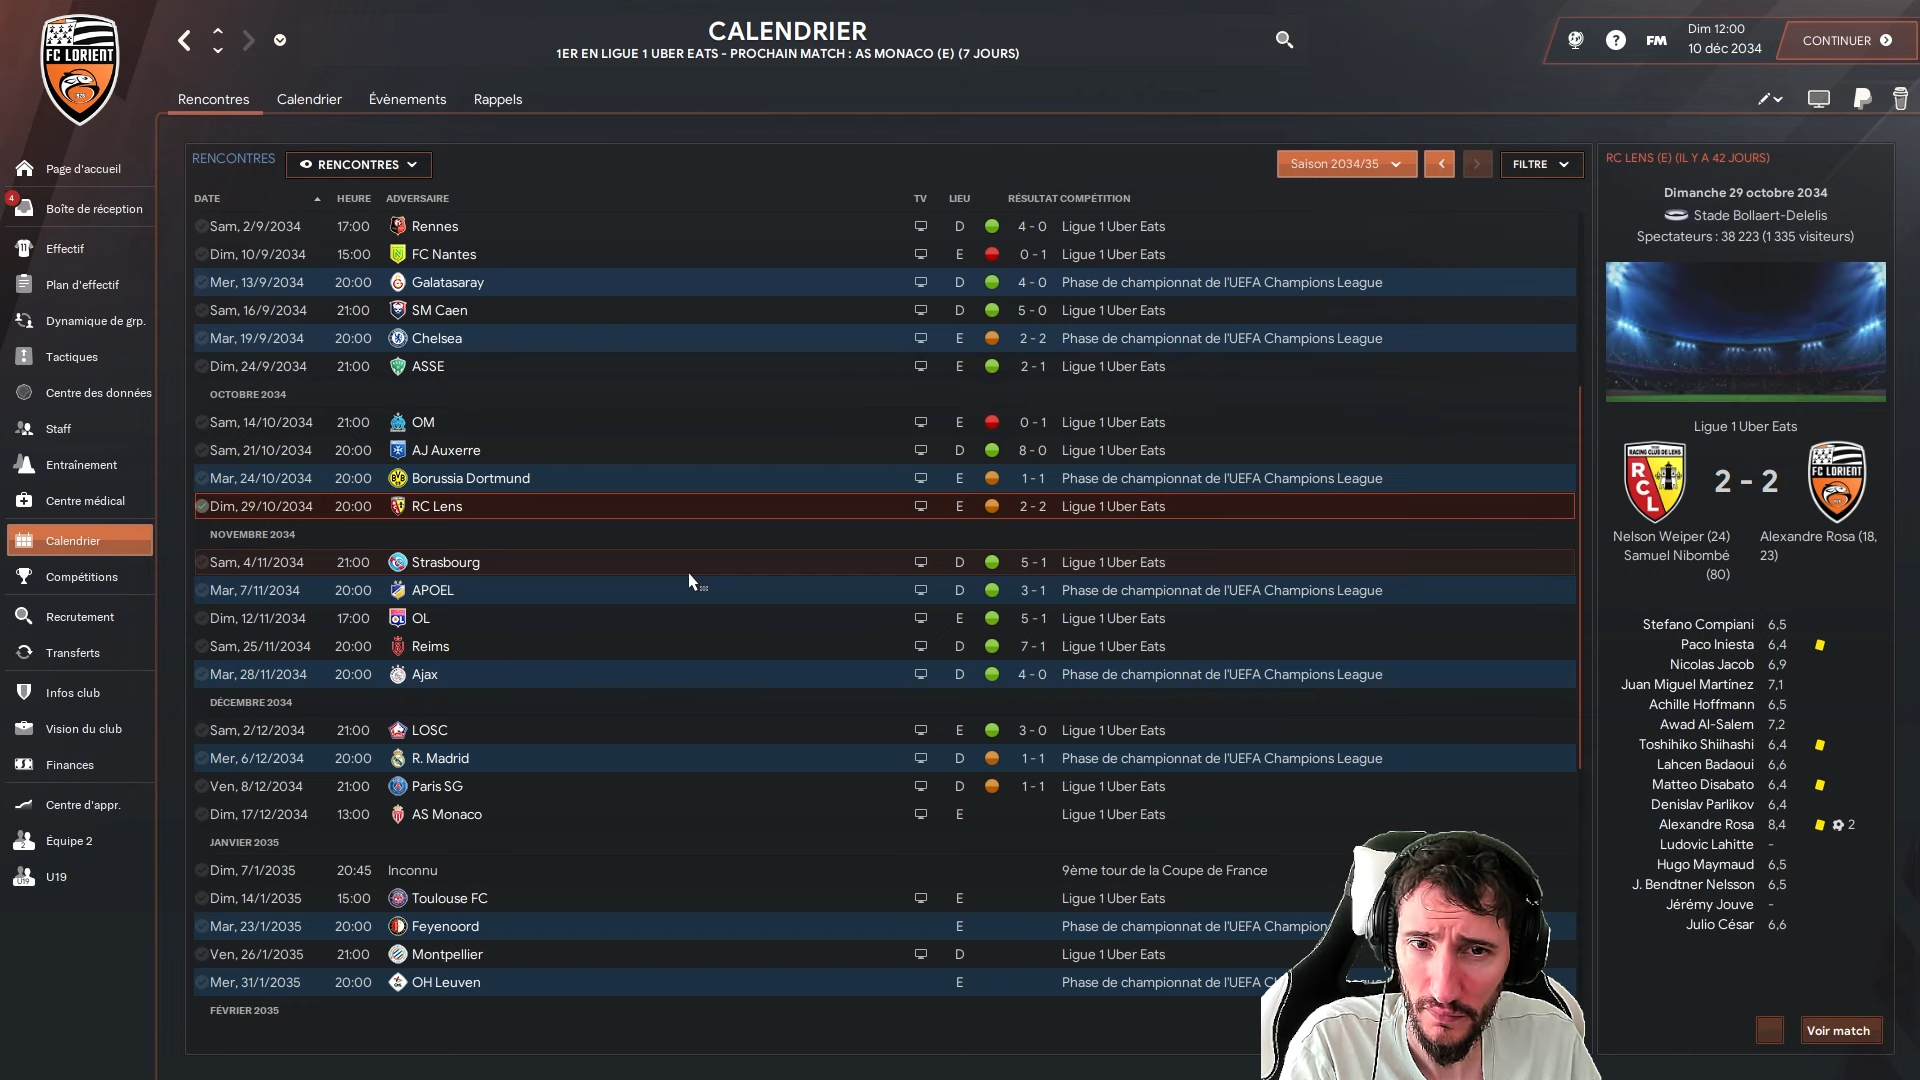 FC LORIENT
CALENDRIER
1ER EN LIGUE 1 UBER EATS - PROCHAIN MATCH : AS MONACO (E) (7 JOURS)
FM
Dim 12:00
10 déc 2034
CONTINUER
Rencontres
Calendrier
Évènements
Rappels
Page d'accueil
4
Boîte de réception
Effectif
Plan d'effectif
Dynamique de grp.
Tactiques
Centre des données
Staff
Entraînement
Centre médical
Calendrier
Compétitions
Recrutement
Transferts
Infos club
Vision du club
Finances
Centre d'appr.
2 Équipe 2
U19 U19
RENCONTRES
RENCONTRES
Saison 2034/35
FILTRE
DATE HEURE ADVERSAIRE TV LIEU RÉSULTAT COMPÉTITION
Sam, 2/9/2034 17:00 Rennes D 4 - 0 Ligue 1 Uber Eats
Dim, 10/9/2034 15:00 FC Nantes E 0 - 1 Ligue 1 Uber Eats
Mer, 13/9/2034 20:00 Galatasaray D 4 - 0 Phase de championnat de l'UEFA Champions League
Sam, 16/9/2034 21:00 SM Caen D 5 - 0 Ligue 1 Uber Eats
Mar, 19/9/2034 20:00 Chelsea E 2 - 2 Phase de championnat de l'UEFA Champions League
Dim, 24/9/2034 21:00 ASSE E 2 - 1 Ligue 1 Uber Eats
OCTOBRE 2034
Sam, 14/10/2034 21:00 OM E 0 - 1 Ligue 1 Uber Eats
Sam, 21/10/2034 20:00 AJ Auxerre D 8 - 0 Ligue 1 Uber Eats
Mar, 24/10/2034 20:00 Borussia Dortmund E 1 - 1 Phase de championnat de l'UEFA Champions League
Dim, 29/10/2034 20:00 RC Lens E 2 - 2 Ligue 1 Uber Eats
NOVEMBRE 2034
Sam, 4/11/2034 21:00 Strasbourg D 5 - 1 Ligue 1 Uber Eats
Mar, 7/11/2034 20:00 APOEL D 3 - 1 Phase de championnat de l'UEFA Champions League
Dim, 12/11/2034 17:00 OL E 5 - 1 Ligue 1 Uber Eats
Sam, 25/11/2034 20:00 Reims D 7 - 1 Ligue 1 Uber Eats
Mar, 28/11/2034 20:00 Ajax D 4 - 0 Phase de championnat de l'UEFA Champions League
DÉCEMBRE 2034
Sam, 2/12/2034 21:00 LOSC E 3 - 0 Ligue 1 Uber Eats
Mer, 6/12/2034 20:00 R. Madrid D 1 - 1 Phase de championnat de l'UEFA Champions League
Ven, 8/12/2034 21:00 Paris SG D 1 - 1 Ligue 1 Uber Eats
Dim, 17/12/2034 13:00 AS Monaco E Ligue 1 Uber Eats
JANVIER 2035
Dim, 7/1/2035 20:45 Inconnu 9ème tour de la Coupe de France
Dim, 14/1/2035 15:00 Toulouse FC E Ligue 1 Uber Eats
Mar, 23/1/2035 20:00 Feyenoord E Phase de championnat de l'UEFA Champion
Ven, 26/1/2035 21:00 Montpellier D Ligue 1 Uber Eats
Mer, 31/1/2035 20:00 OH Leuven E Phase de championnat de l'UEFA
FÉVRIER 2035
RC LENS (E) (IL Y A 42 JOURS)
Dimanche 29 octobre 2034
Stade Bollaert-Delelis
Spectateurs : 38 223 (1 335 visiteurs)
Ligue 1 Uber Eats
RACING CLUB DE LENS
RCL
2 - 2
FC LORIENT
Nelson Weiper (24)
Samuel Nibombé
(80)
Alexandre Rosa (18,
23)
Stefano Compiani 6,5
Paco Iniesta 6,4
Nicolas Jacob 6,9
Juan Miguel Martínez 7,1
Achille Hoffmann 6,5
Awad Al-Salem 7,2
Toshihiko Shiihashi 6,4
Lahcen Badaoui 6,6
Matteo Disabato 6,4
Denislav Parlikov 6,4
Alexandre Rosa 8,4 2
Ludovic Lahitte -
Hugo Maymaud 6,5
J. Bendtner Nelsson 6,5
Jérémy Jouve -
Julio César 6,6
Voir match